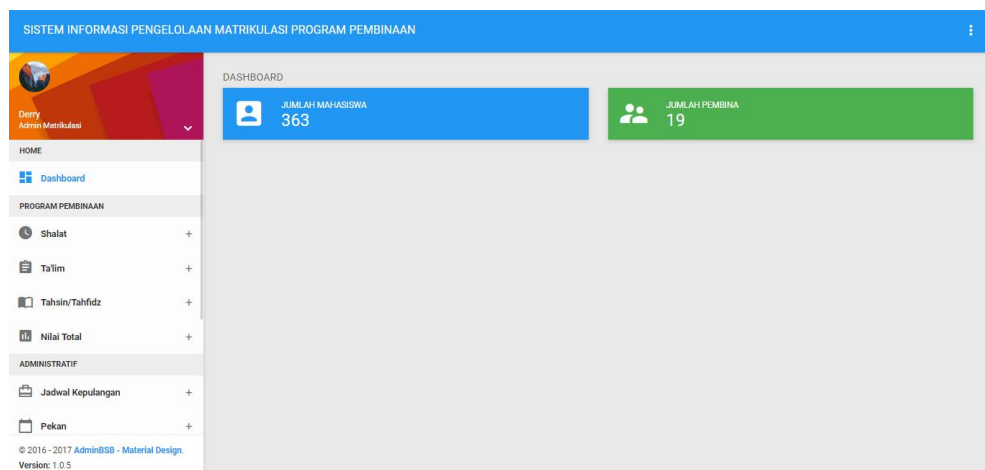 SISTEM INFORMASI PENGELOLAAN MATRIKULASI PROGRAM PEMBINAAN
Derry
Admin Matrikulasi
HOME
Dashboard
PROGRAM PEMBINAAN
Shalat
Ta'lim
Tahsin/Tahfidz
Nilai Total
ADMINISTRATIF
Jadwal Kepulangan
Pekan
© 2016 - 2017 AdminBSB - Material Design.
Version: 1.0.5
DASHBOARD
JUMLAH MAHASISWA
363
JUMLAH PEMBINA
19